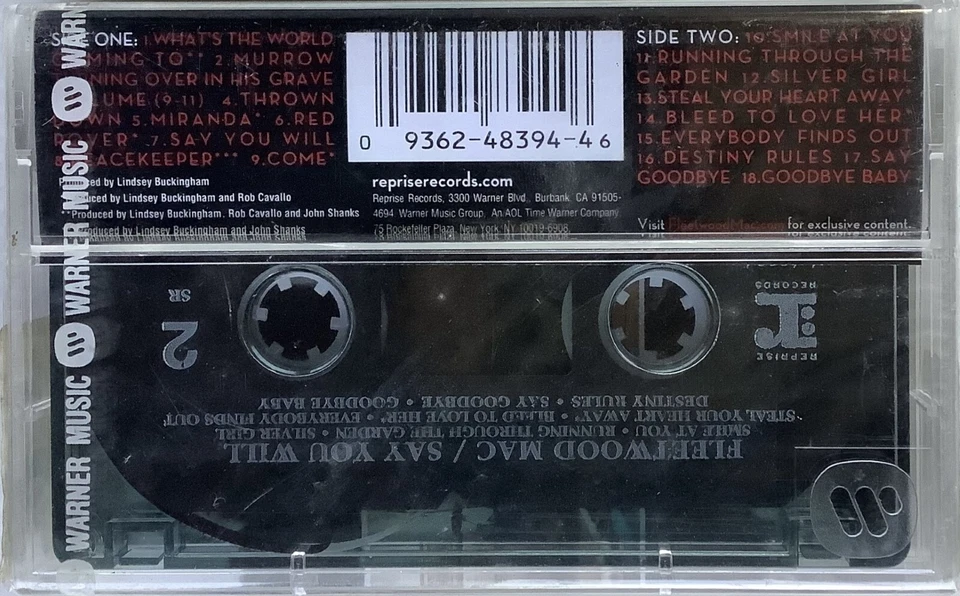 SIDE ONE: 1.WHAT'S THE WORLD
COMING TO* 2.MURROW
TURNING OVER IN HIS GRAVE
ILLUME (9-11) 4.THROWN
DOWN 5.MIRANDA* 6.RED
ROVER* 7.SAY YOU WILL
8.PEACEKEEPER*** 9.COME*
Produced by Lindsey Buckingham
Produced by Lindsey Buckingham and Rob Cavallo
**Produced by Lindsey Buckingham, Rob Cavallo and John Shanks
Produced by Lindsey Buckingham and John Shanks
0 9362-48394-4 6
repriserecords.com
Reprise Records, 3300 Warner Blvd., Burbank, CA 91505-
4694 Warner Music Group, An AOL Time Warner Company
75 Rockefeller Plaza, New York, NY 10019-6908.
SIDE TWO: 10.SMILE AT YOU
11.RUNNING THROUGH THE
GARDEN 12.SILVER GIRL
13.STEAL YOUR HEART AWAY*
14.BLEED TO LOVE HER*
15.EVERYBODY FINDS OUT
16.DESTINY RULES 17.SAY
GOODBYE 18.GOODBYE BABY
Visit FleetwoodMac.com for exclusive content.
WARNER MUSIC WARNER MUSIC WARN
2
SR
REPRISE
RECORDS
FLEETWOOD MAC / SAY YOU WILL
SMILE AT YOU • RUNNING THROUGH THE GARDEN • SILVER GIRL
*STEAL YOUR HEART AWAY* • BLEED TO LOVE HER* • EVERYBODY FINDS OUT
DESTINY RULES • SAY GOODBYE • GOODBYE BABY